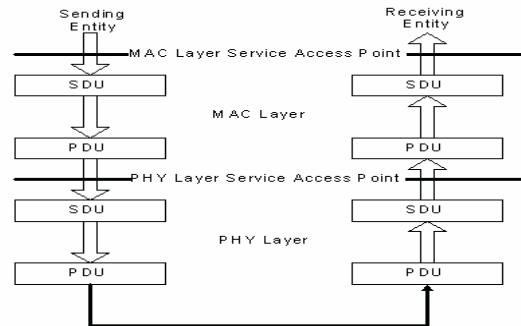 Sending
Entity
Receiving
Entity
MAC Layer Service Access Point
SDU
SDU
MAC Layer
PDU
PDU
PHY Layer Service Access Point
SDU
SDU
PHY Layer
PDU
PDU